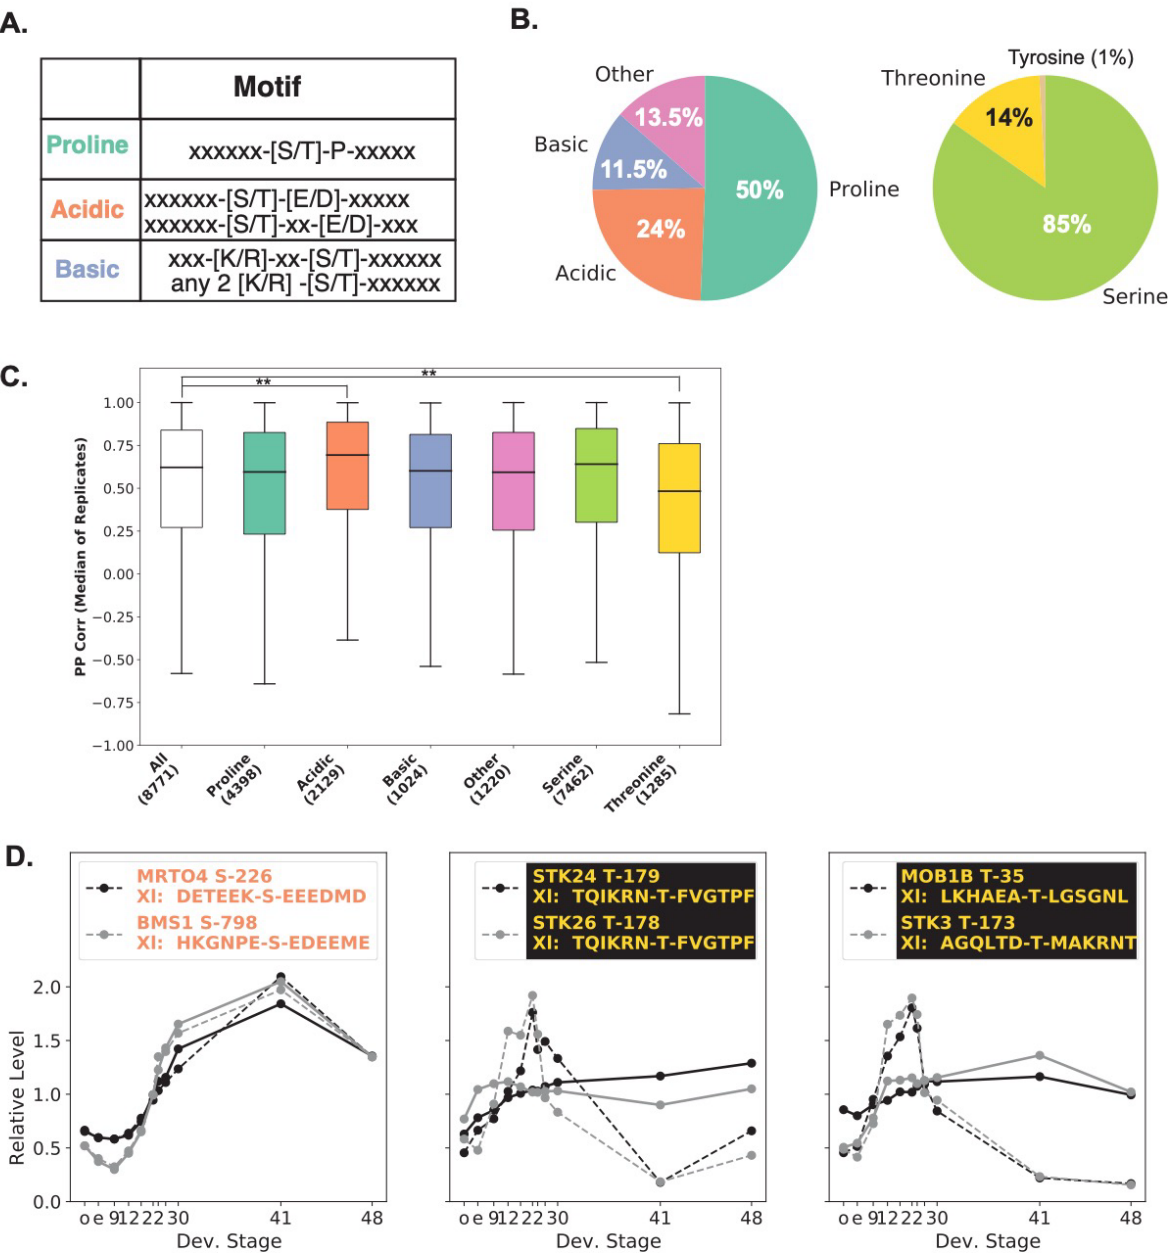 A.
Motif
Proline
xxxxxx-[S/T]-P-xxxxx
Acidic
xxxxxx-[S/T]-[E/D]-xxxxx
xxxxxx-[S/T]-xx-[E/D]-xxx
Basic
xxx-[K/R]-xx-[S/T]-xxxxxx
any 2 [K/R] -[S/T]-xxxxxx
B.
Other
13.5%
Basic
11.5%
50%
Proline
24%
Acidic
Tyrosine (1%)
Threonine
14%
85%
Serine
C.
PP Corr (Median of Replicates)
1.00
0.75
0.50
0.25
0.00
−0.25
−0.50
−0.75
−1.00
**
**
All
(8771)
Proline
(4398)
Acidic
(2129)
Basic
(1024)
Other
(1220)
Serine
(7462)
Threonine
(1285)
D.
Relative Level
2.0
1.5
1.0
0.5
0.0
MRTO4 S-226
Xl: DETEEK-S-EEEDMD
BMS1 S-798
Xl: HKGNPE-S-EDEEME
o e 9 12 22 30 41 48
Dev. Stage
STK24 T-179
Xl: TQIKRN-T-FVGTPF
STK26 T-178
Xl: TQIKRN-T-FVGTPF
o e 9 12 22 30 41 48
Dev. Stage
MOB1B T-35
Xl: LKHAEA-T-LGSGNL
STK3 T-173
Xl: AGQLTD-T-MAKRNT
o e 9 12 22 30 41 48
Dev. Stage